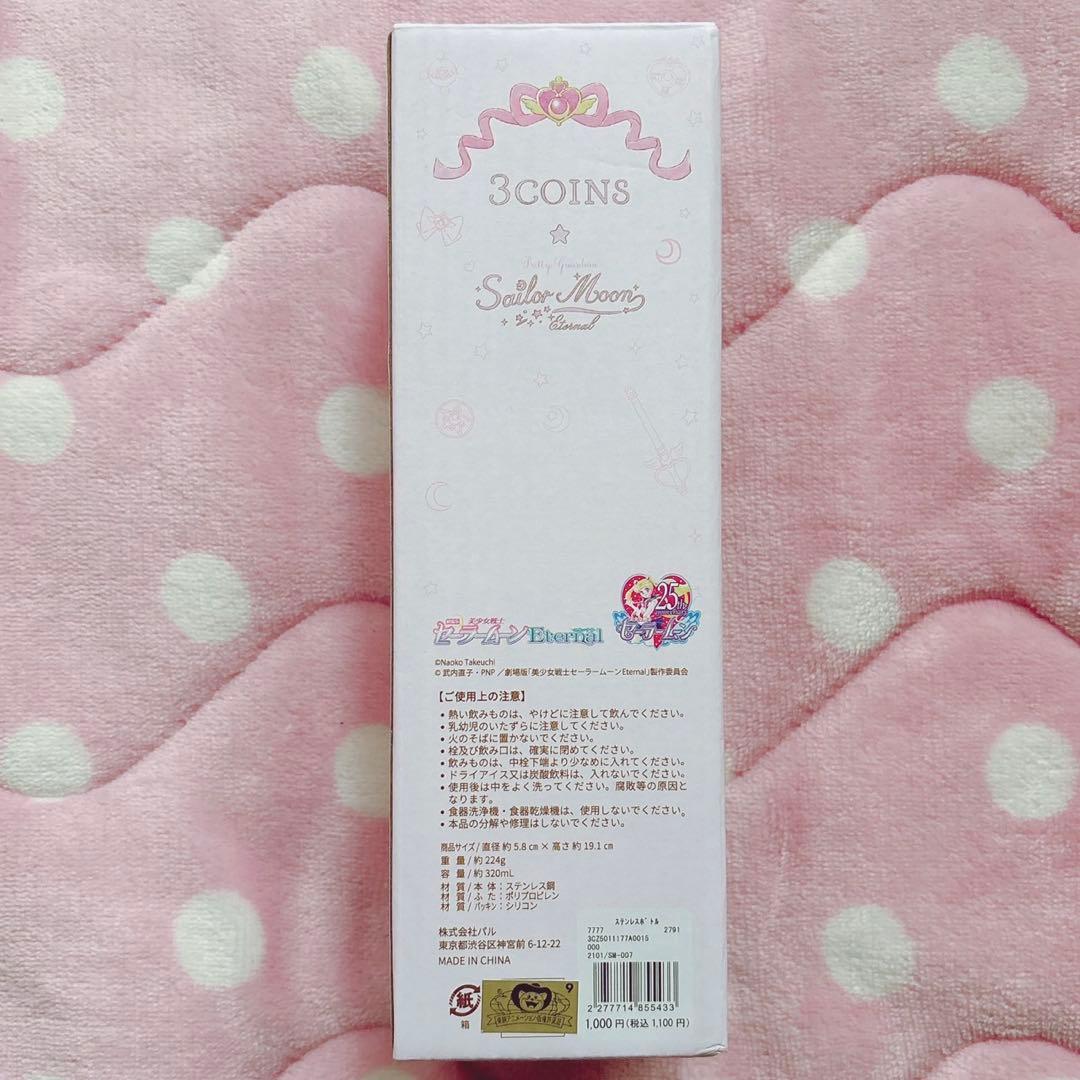 3COINS
Pretty Guardian
Sailor Moon
Eternal
25th
anniversary
美少女戦士
セーラームーンEternal
セーラームーン
©Naoko Takeuchi
© 武内直子・PNP ／劇場版「美少女戦士セーラームーンEternal」製作委員会
【ご使用上の注意】
• 熱い飲みものは、やけどに注意して飲んでください。
• 乳幼児のいたずらに注意してください。
• 火のそばに置かないでください。
• 栓及び飲み口は、確実に閉めてください。
• 飲みものは、中栓下端より少なめに入れてください。
• ドライアイス又は炭酸飲料は、入れないでください。
• 使用後は中をよく洗ってください。腐敗等の原因と
なります。
• 食器洗浄機・食器乾燥機は、使用しないでください。
• 本品の分解や修理はしないでください。
商品サイズ / 直径 約 5.8 ㎝ × 高さ 約 19.1 ㎝
重 量 / 約 224g
容 量 / 約 320mL
材 質 / 本 体：ステンレス鋼
材 質 / ふ た：ポリプロピレン
材 質 / パッキン：シリコン
株式会社パル
東京都渋谷区神宮前 6-12-22
MADE IN CHINA
紙
箱
9
ステンレスボトル
7777 2791
3CZ5011177A0015
000
2101/SM-007
2 277714 855433
1,000 円 (税込 1,100 円)